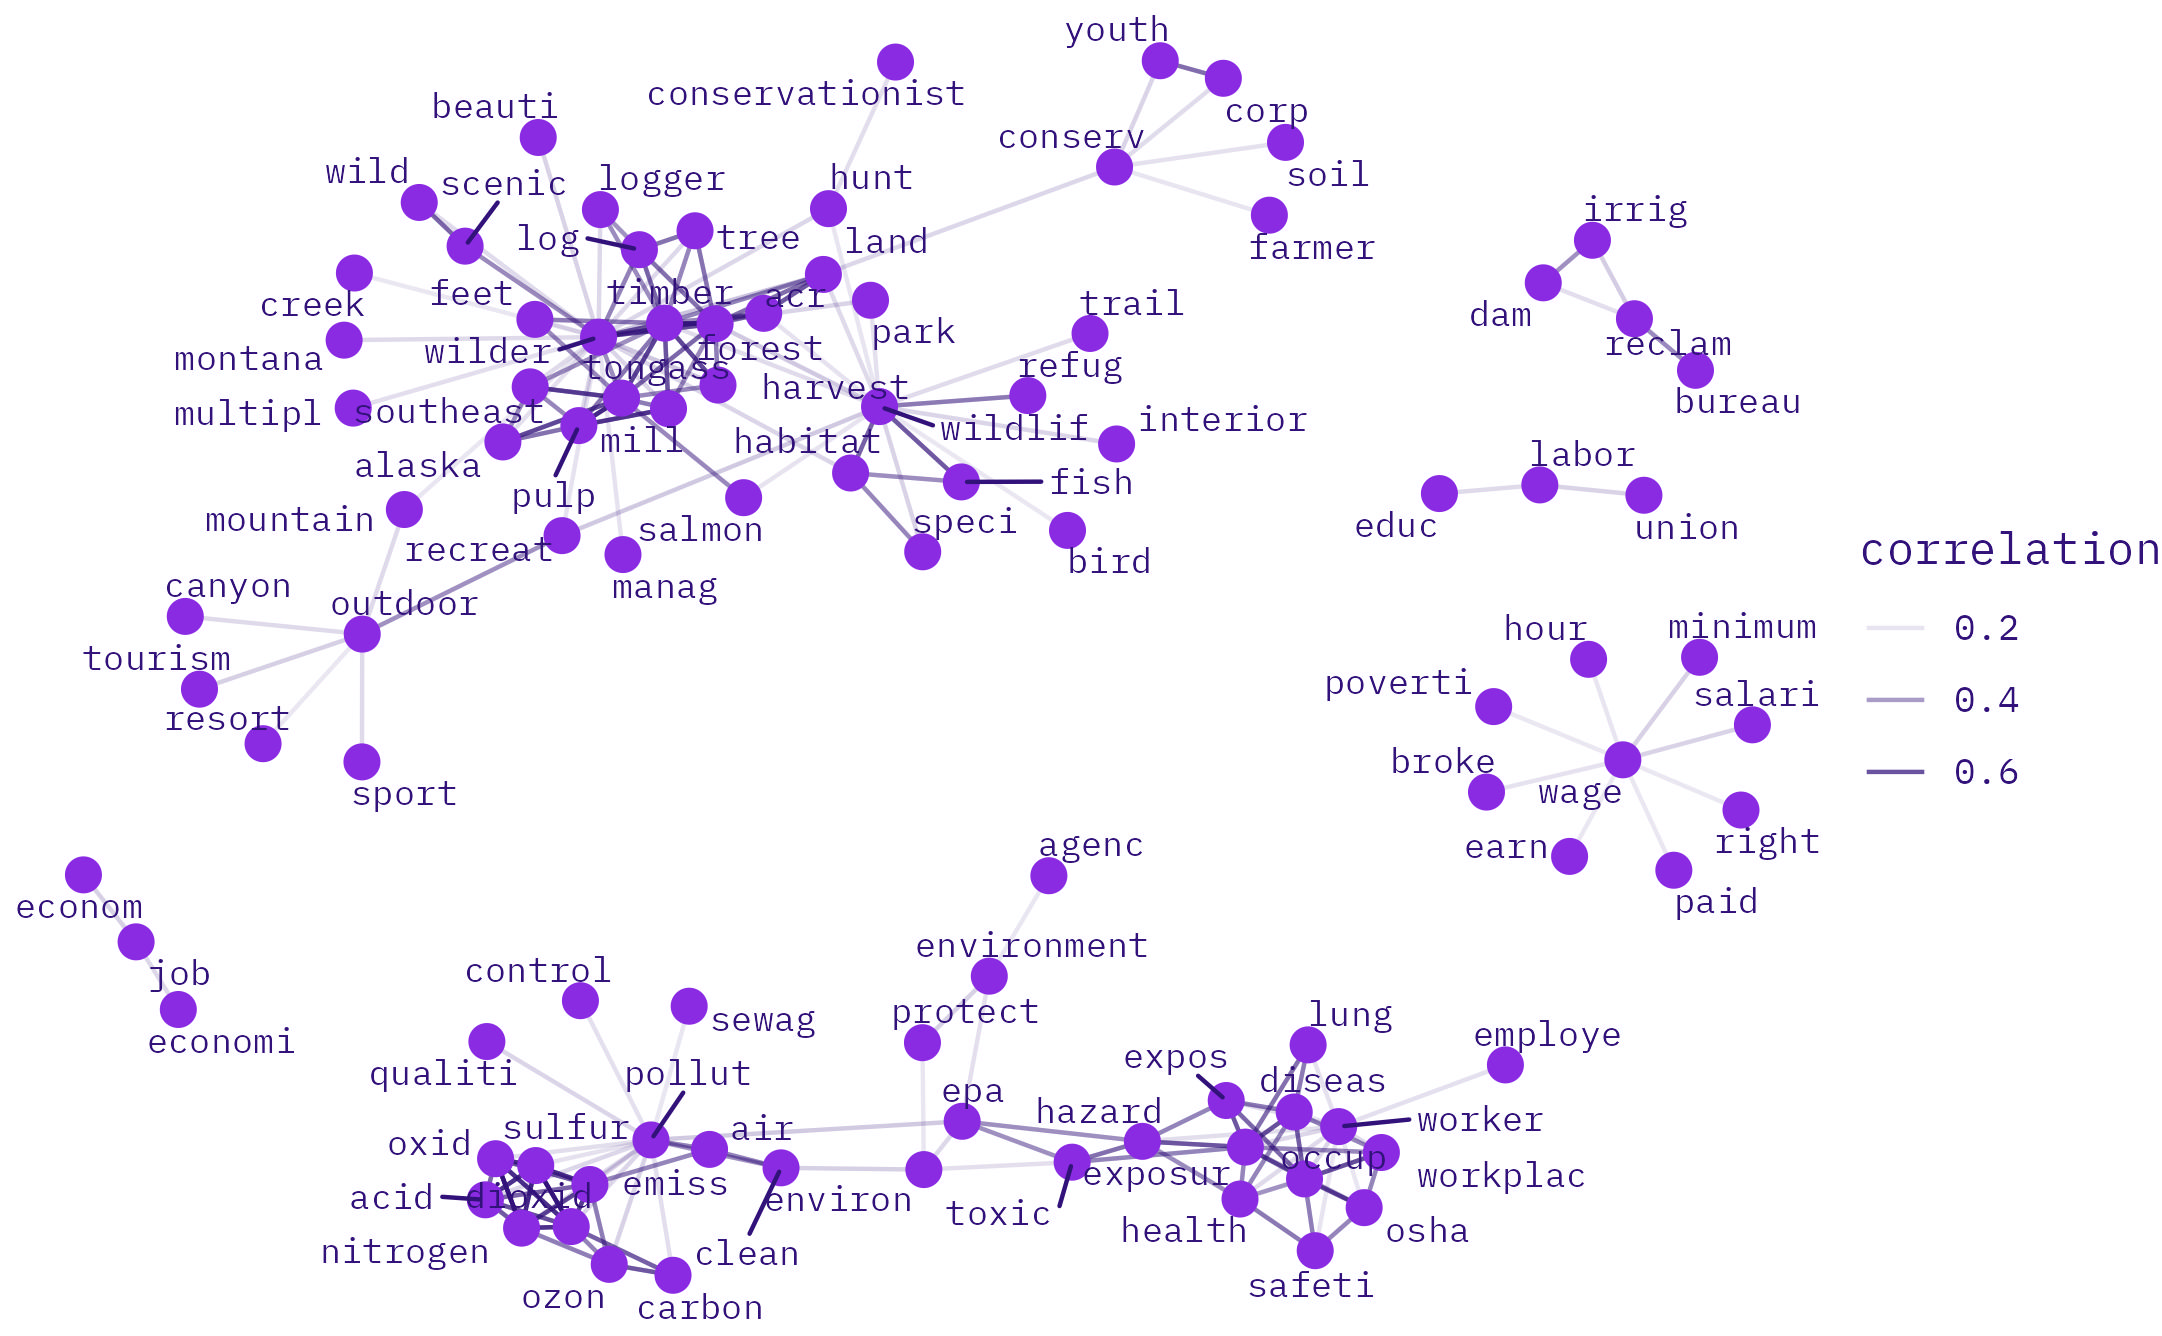 youth
conservationist
beauti
corp
conserv
wild
scenic
logger
hunt
soil
irrig
log
tree
land
farmer
creek
feet
timber
acr
trail
dam
montana
wilder
forest
park
reclam
tongass
refug
multipl
southeast
harvest
bureau
interior
wildlif
mill
habitat
alaska
labor
pulp
fish
mountain
salmon
speci
educ
union
recreat
bird
correlation
canyon
manag
outdoor
0.2
hour
minimum
tourism
poverti
salari
0.4
resort
broke
0.6
sport
wage
agenc
earn
right
econom
paid
environment
job
control
protect
sewag
lung
economi
employe
qualiti
pollut
expos
diseas
epa
hazard
sulfur
air
worker
oxid
occup
exposur
workplac
emiss
acid
dioxid
environ
toxic
health
osha
nitrogen
clean
safeti
ozon
carbon